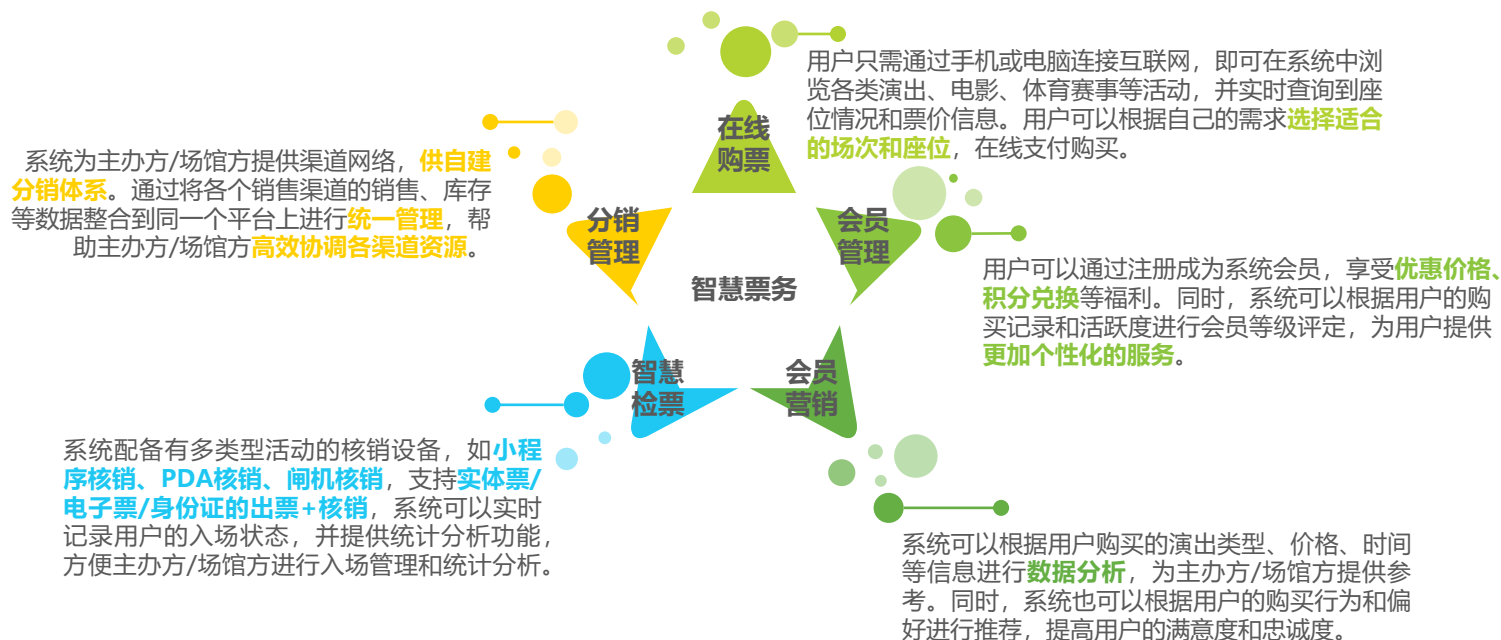 在线
购票
用户只需通过手机或电脑连接互联网，即可在系统中浏
览各类演出、电影、体育赛事等活动，并实时查询到座
位情况和票价信息。用户可以根据自己的需求选择适合
的场次和座位，在线支付购买。
系统为主办方/场馆方提供渠道网络，供自建
分销体系。通过将各个销售渠道的销售、库存
等数据整合到同一个平台上进行统一管理，帮
助主办方/场馆方高效协调各渠道资源。
分销
管理
会员
管理
智慧票务
用户可以通过注册成为系统会员，享受优惠价格、
积分兑换等福利。同时，系统可以根据用户的购
买记录和活跃度进行会员等级评定，为用户提供
更加个性化的服务。
智慧
检票
会员
营销
系统配备有多类型活动的核销设备，如小程
序核销、PDA核销、闸机核销，支持实体票/
电子票/身份证的出票+核销，系统可以实时
记录用户的入场状态，并提供统计分析功能，
方便主办方/场馆方进行入场管理和统计分析。
系统可以根据用户购买的演出类型、价格、时间
等信息进行数据分析，为主办方/场馆方提供参
考。同时，系统也可以根据用户的购买行为和偏
好进行推荐，提高用户的满意度和忠诚度。